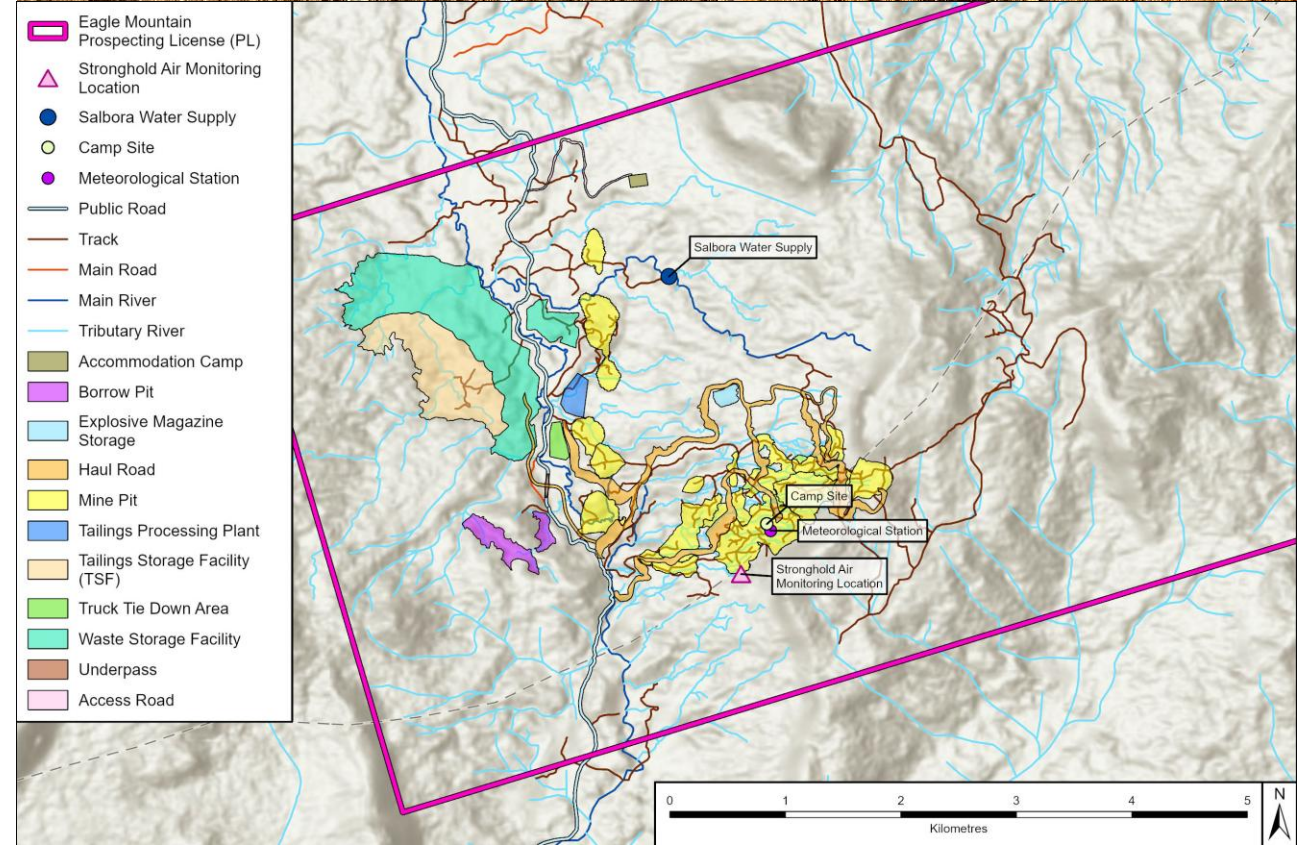 Eagle Mountain
Prospecting License (PL)
Stronghold Air Monitoring
Location
Salbora Water Supply
Camp Site
Meteorological Station
Public Road
Track
Main Road
Main River
Tributary River
Accommodation Camp
Borrow Pit
Explosive Magazine
Storage
Haul Road
Mine Pit
Tailings Processing Plant
Tailings Storage Facility
(TSF)
Truck Tie Down Area
Waste Storage Facility
Underpass
Access Road
Salbora Water Supply
Camp Site
Meteorological Station
Stronghold Air
Monitoring Location
0 1 2 3 4 5
Kilometres
N